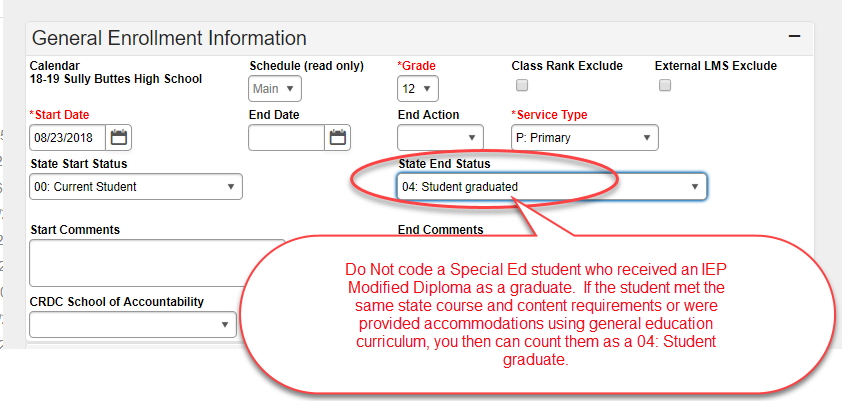 General Enrollment Information
Calendar
18-19 Sully Buttes High School
Schedule (read only)
Main
*Grade
12
Class Rank Exclude
External LMS Exclude
*Start Date
08/23/2018
End Date
End Action
*Service Type
P: Primary
State Start Status
00: Current Student
State End Status
04: Student graduated
Start Comments
End Comments
CRDC School of Accountability
Do Not code a Special Ed student who received an IEP
Modified Diploma as a graduate. If the student met the
same state course and content requirements or were
provided accommodations using general education
curriculum, you then can count them as a 04: Student
graduate.